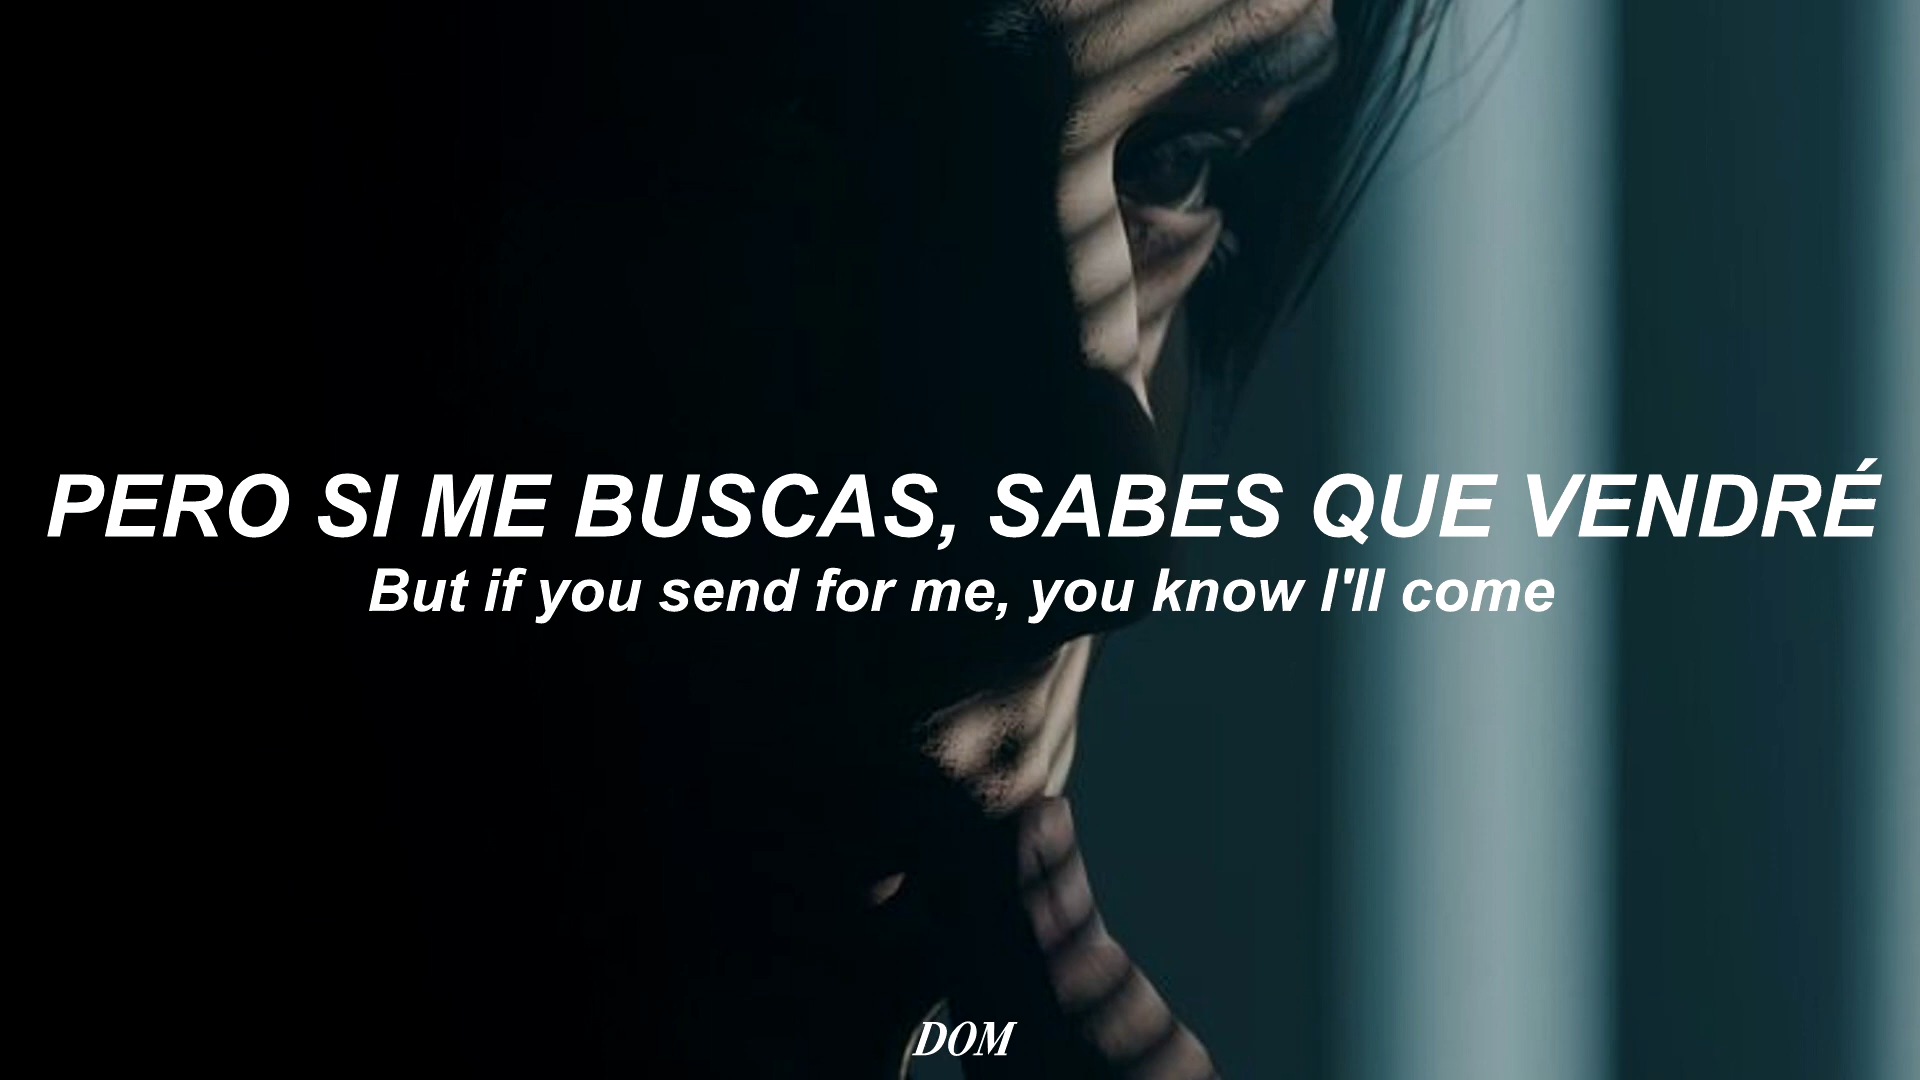 PERO SI ME BUSCAS, SABES QUE VENDRÉ
But if you send for me, you know I'll come
DOM